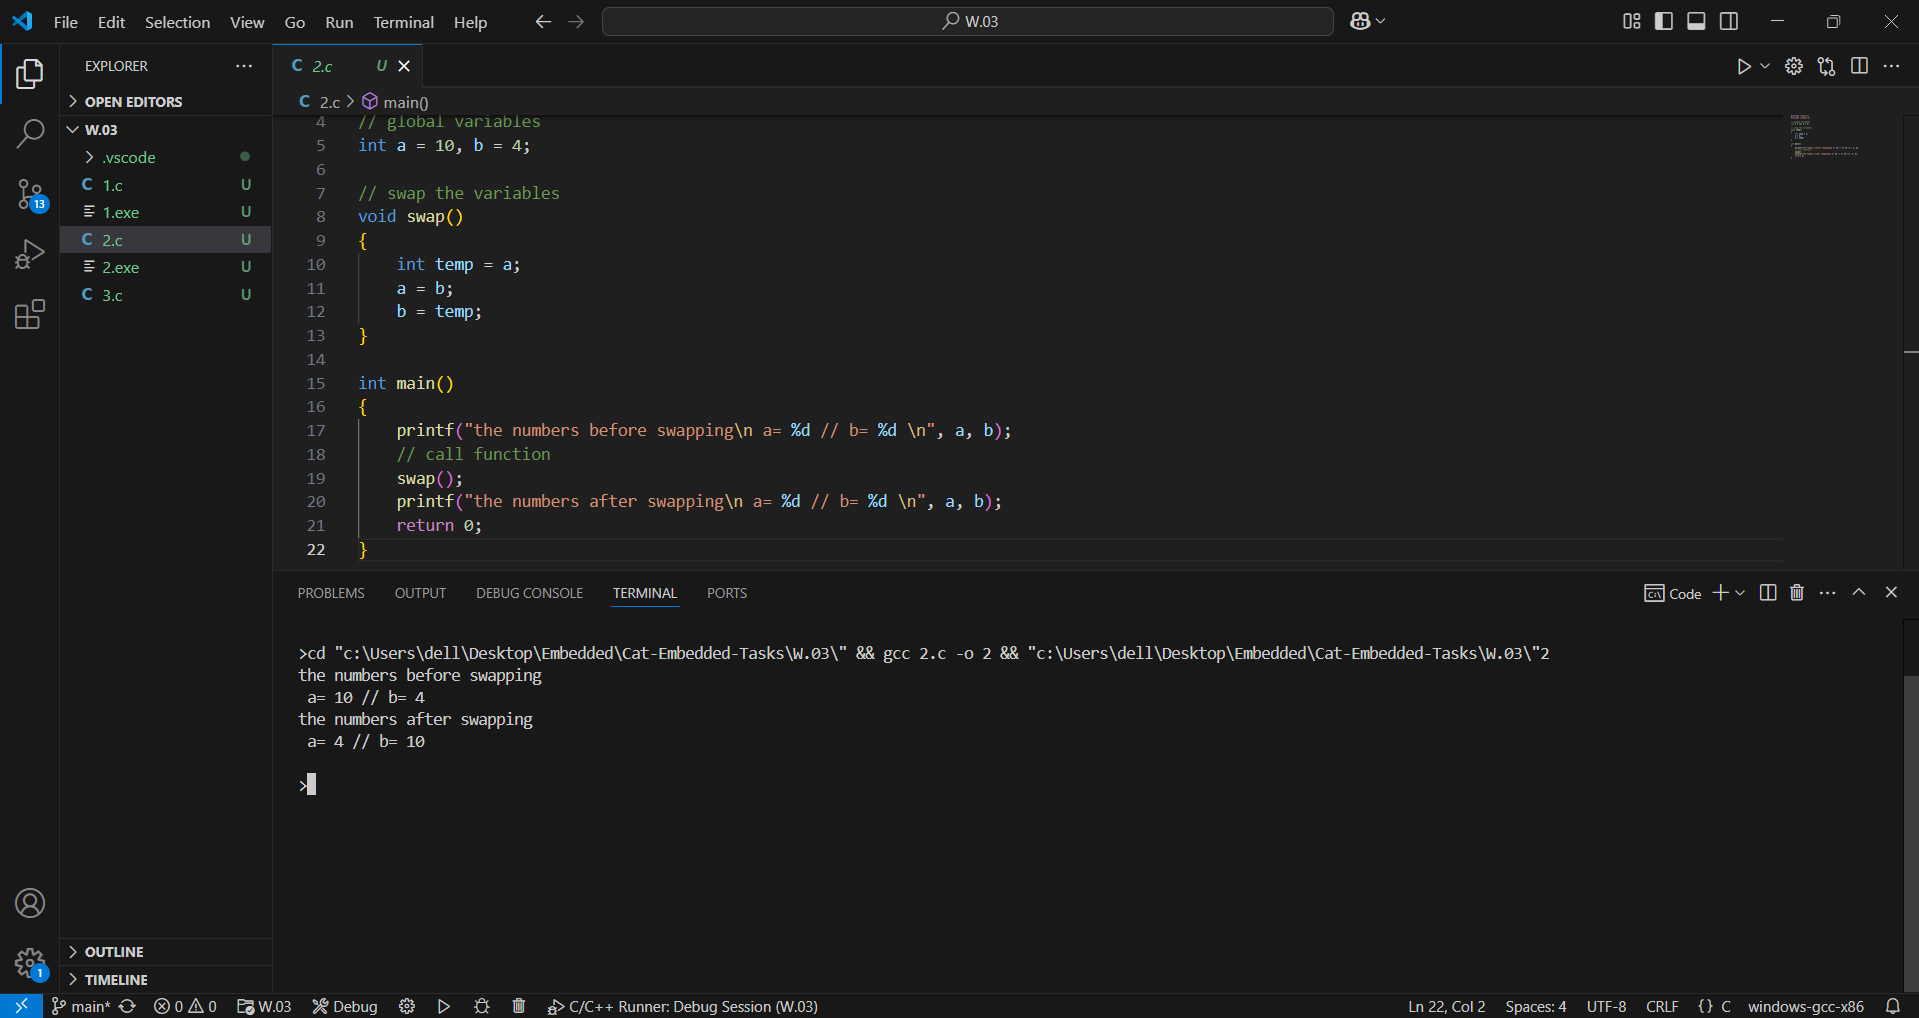 File Edit Selection View Go Run Terminal Help W.03
EXPLORER
OPEN EDITORS
W.03
.vscode
C 1.c U
1.exe U
C 2.c U
2.exe U
C 3.c U
13
1
OUTLINE
TIMELINE
C 2.c U
C 2.c > main()
4 // global variables
5 int a = 10, b = 4;
6
7 // swap the variables
8 void swap()
9 {
10 int temp = a;
11 a = b;
12 b = temp;
13 }
14
15 int main()
16 {
17 printf("the numbers before swapping\n a= %d // b= %d \n", a, b);
18 // call function
19 swap();
20 printf("the numbers after swapping\n a= %d // b= %d \n", a, b);
21 return 0;
22 }
PROBLEMS OUTPUT DEBUG CONSOLE TERMINAL PORTS Code
>cd "c:\Users\dell\Desktop\Embedded\Cat-Embedded-Tasks\W.03\" && gcc 2.c -o 2 && "c:\Users\dell\Desktop\Embedded\Cat-Embedded-Tasks\W.03\"2
the numbers before swapping
a= 10 // b= 4
the numbers after swapping
a= 4 // b= 10
>
main* 0 0 W.03 Debug C/C++ Runner: Debug Session (W.03) Ln 22, Col 2 Spaces: 4 UTF-8 CRLF {} C windows-gcc-x86